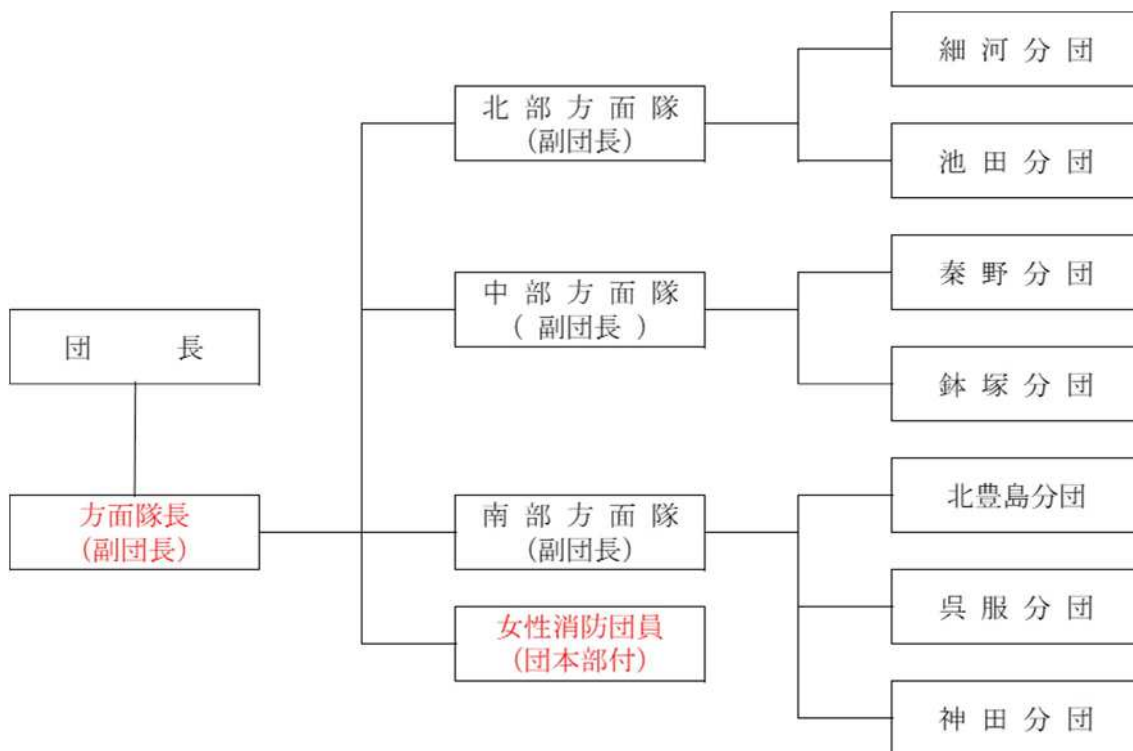 団長
方面隊長
(副団長)
北部方面隊
(副団長)
中部方面隊
(副団長)
南部方面隊
(副団長)
女性消防団員
(団本部付)
細河分団
池田分団
秦野分団
鉢塚分団
北豊島分団
呉服分団
神田分団